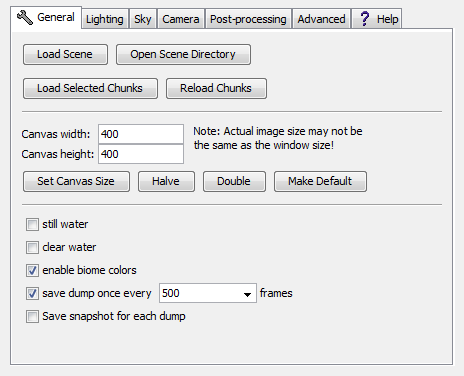 General Lighting Sky Camera Post-processing Advanced ? Help
Load Scene Open Scene Directory
Load Selected Chunks Reload Chunks
Canvas width: 400 Note: Actual image size may not be
Canvas height: 400 the same as the window size!
Set Canvas Size Halve Double Make Default
still water
clear water
enable biome colors
save dump once every 500 frames
Save snapshot for each dump